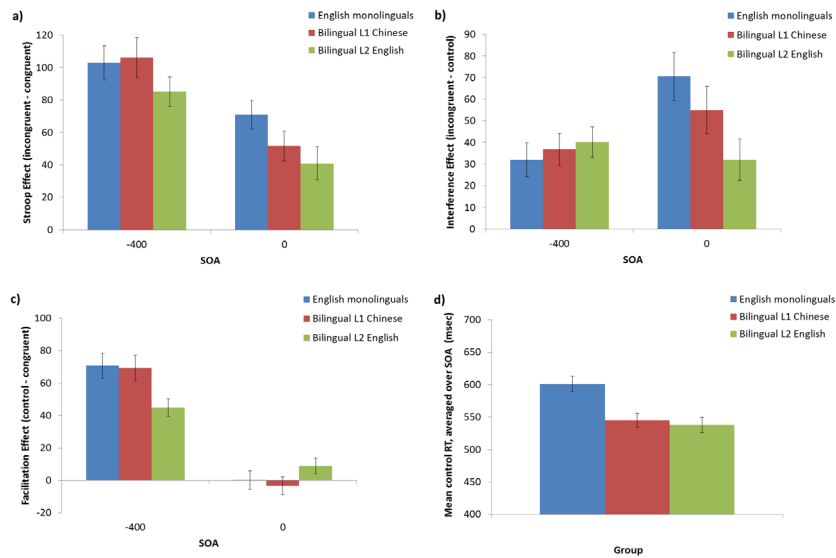 a)
English monolinguals
Bilingual L1 Chinese
Bilingual L2 English
Stroop Effect (incongruent - congruent)
120
100
80
60
40
20
0
-400
0
SOA
b)
English monolinguals
Bilingual L1 Chinese
Bilingual L2 English
Interference Effect (incongruent - control)
90
80
70
60
50
40
30
20
10
0
-400
0
SOA
c)
English monolinguals
Bilingual L1 Chinese
Bilingual L2 English
Facilitation Effect (control - congruent)
100
80
60
40
20
0
-20
-400
0
SOA
d)
English monolinguals
Bilingual L1 Chinese
Bilingual L2 English
Mean control RT, averaged over SOA (msec)
700
650
600
550
500
450
400
Group